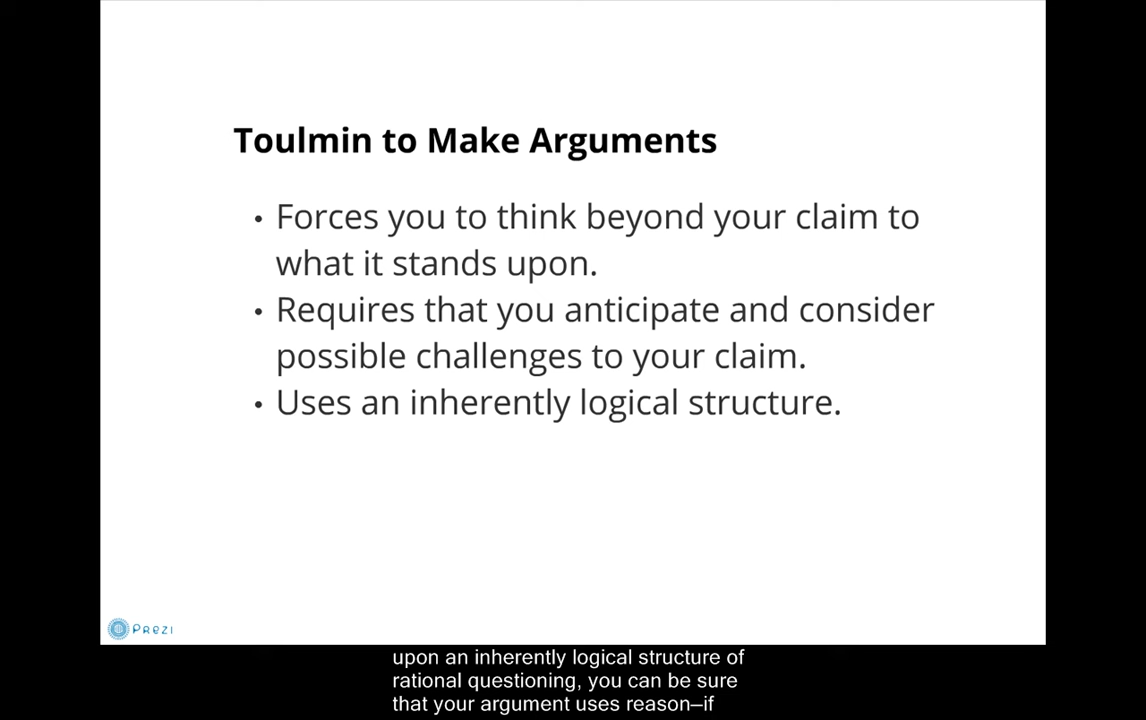 Toulmin to Make Arguments
• Forces you to think beyond your claim to
what it stands upon.
• Requires that you anticipate and consider
possible challenges to your claim.
• Uses an inherently logical structure.
Prezi
upon an inherently logical structure of
rational questioning, you can be sure
that your argument uses reason—if